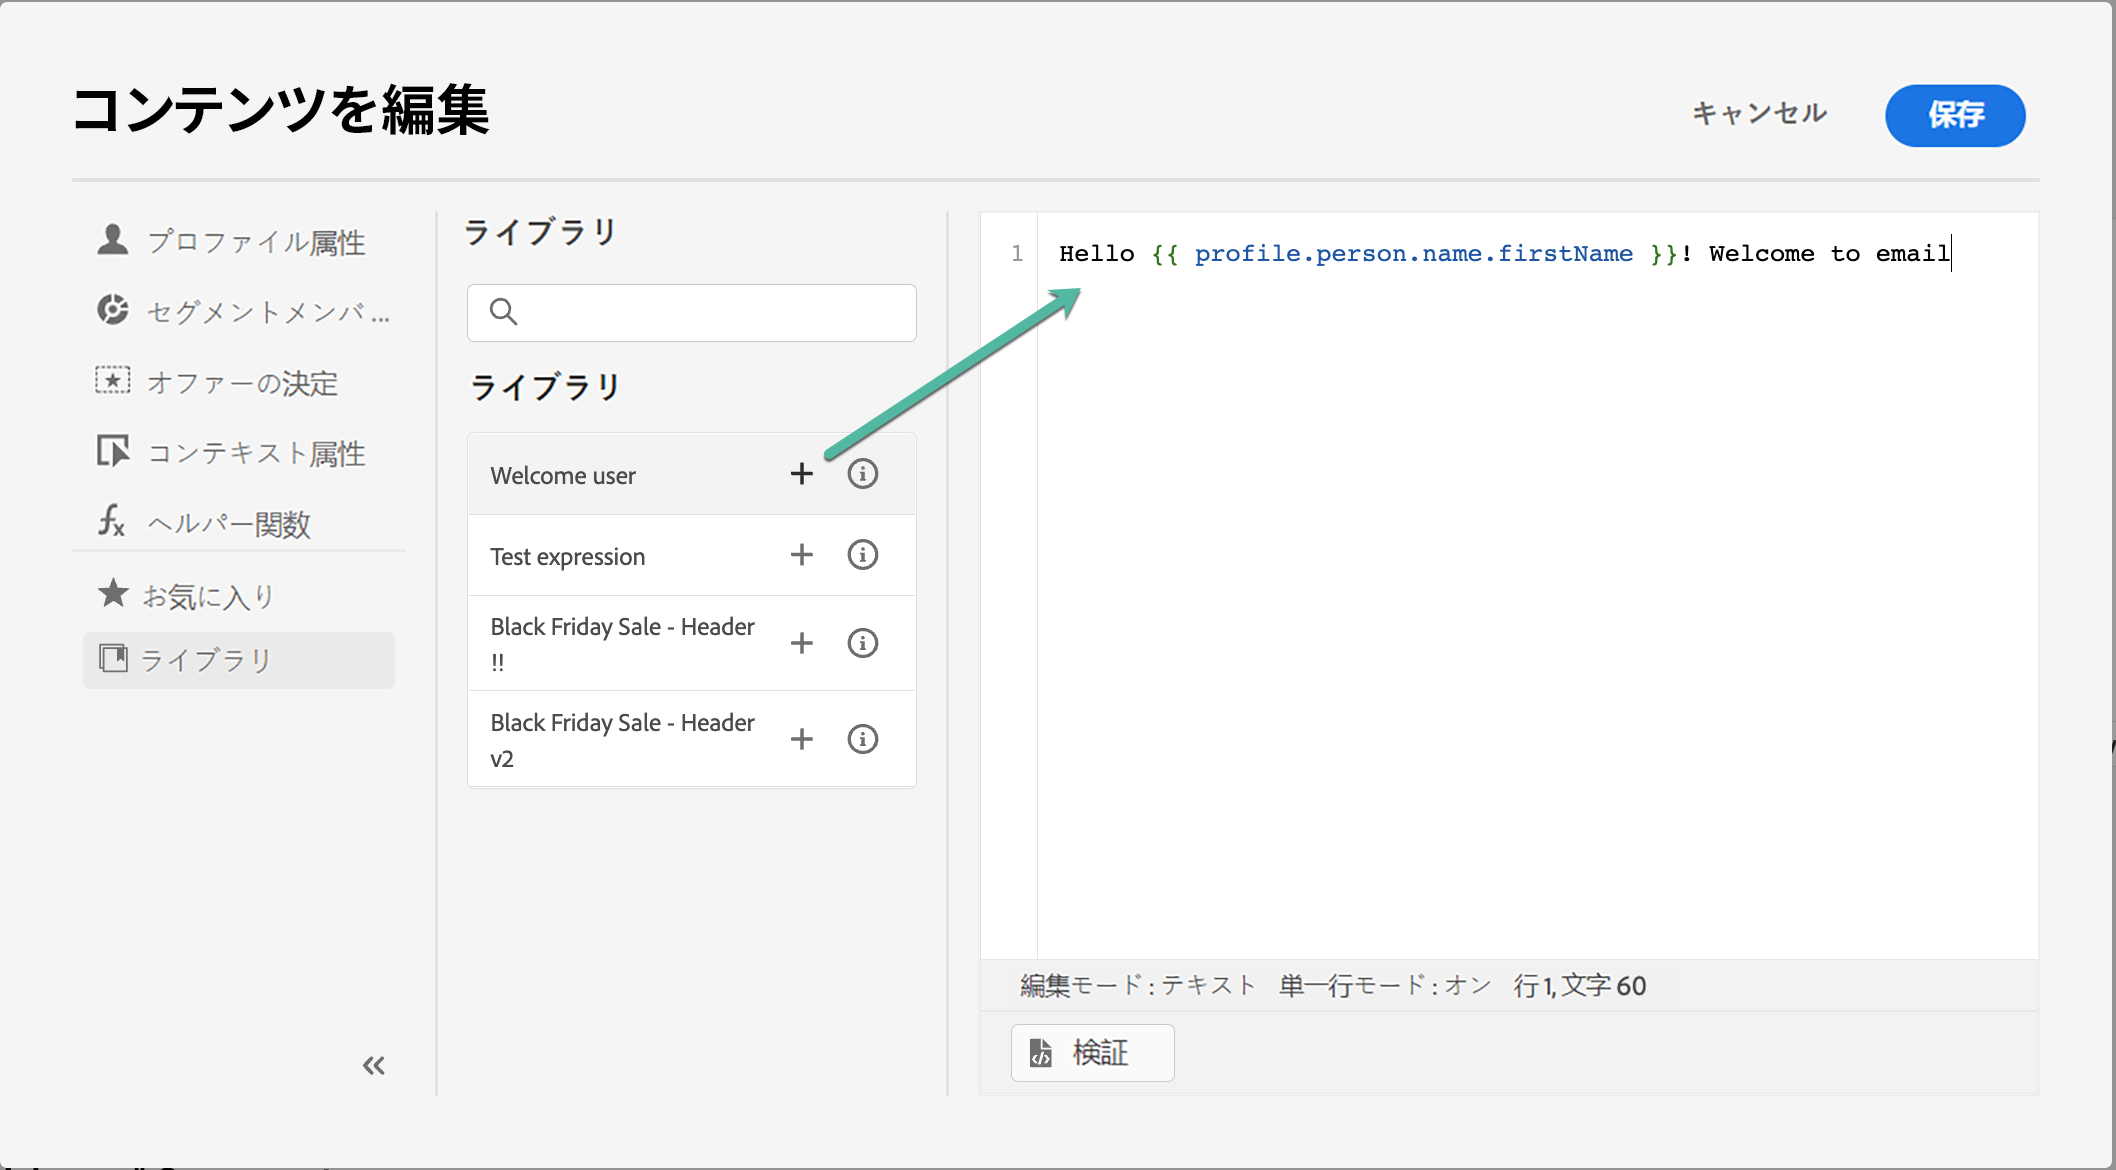 コンテンツを編集
キャンセル
保存
プロファイル属性
セグメントメンバ ...
オファーの決定
コンテキスト属性
ヘルパー関数
お気に入り
ライブラリ
ライブラリ
ライブラリ
Welcome user
Test expression
Black Friday Sale - Header
!!
Black Friday Sale - Header
v2
1 Hello {{ profile.person.name.firstName }}! Welcome to email
編集モード : テキスト 単一行モード : オン 行 1, 文字 60
検証